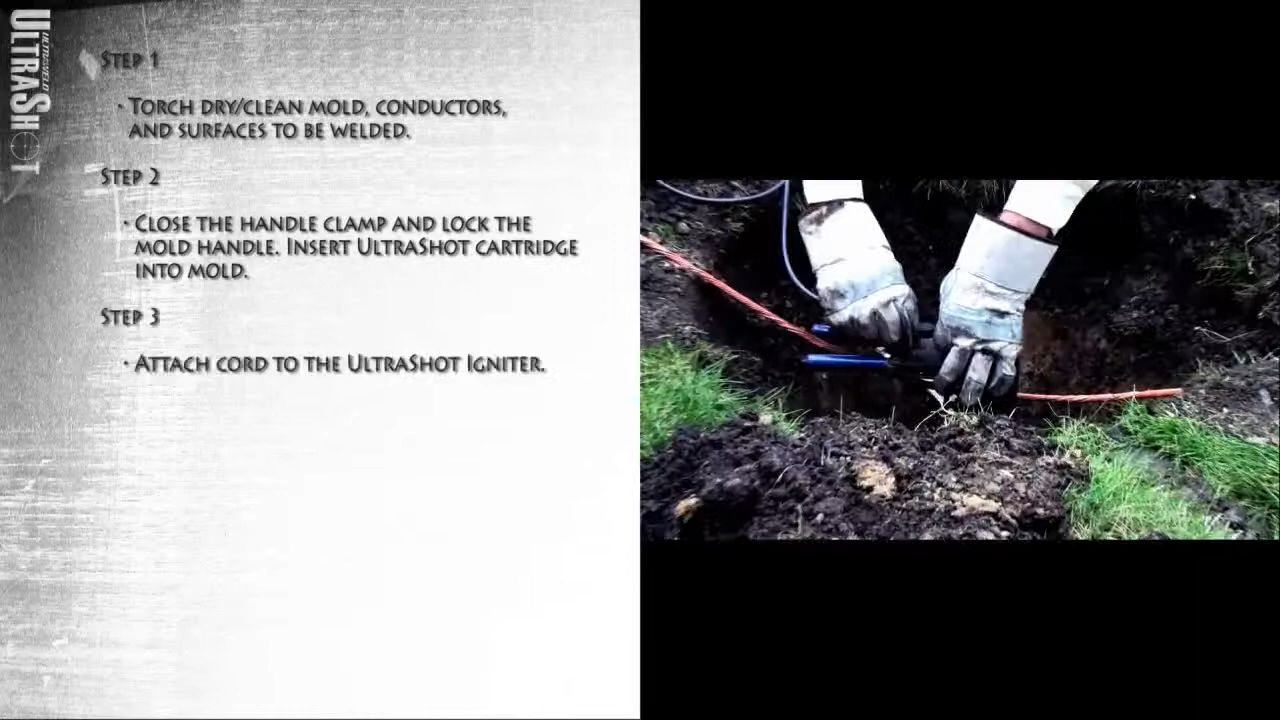 UltraShot
Ultraweld
Step 1
• Torch dry/clean mold, conductors,
and surfaces to be welded.
Step 2
• Close the handle clamp and lock the
mold handle. Insert UltraShot cartridge
into mold.
Step 3
• Attach cord to the UltraShot Igniter.